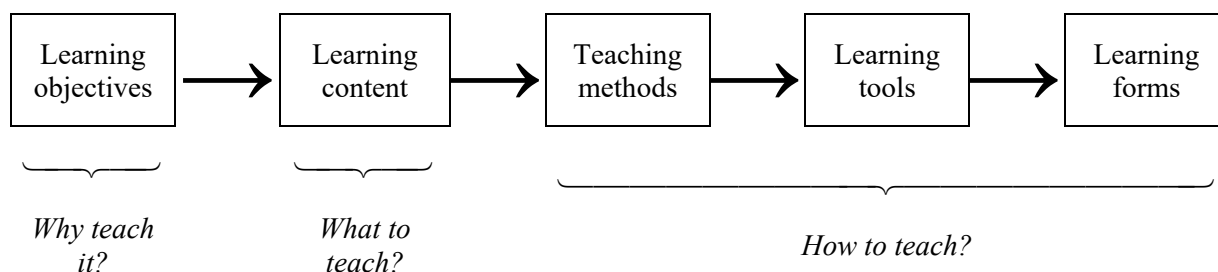 Learning
objectives
Learning
content
Teaching
methods
Learning
tools
Learning
forms
Why teach
it?
What to
teach?
How to teach?